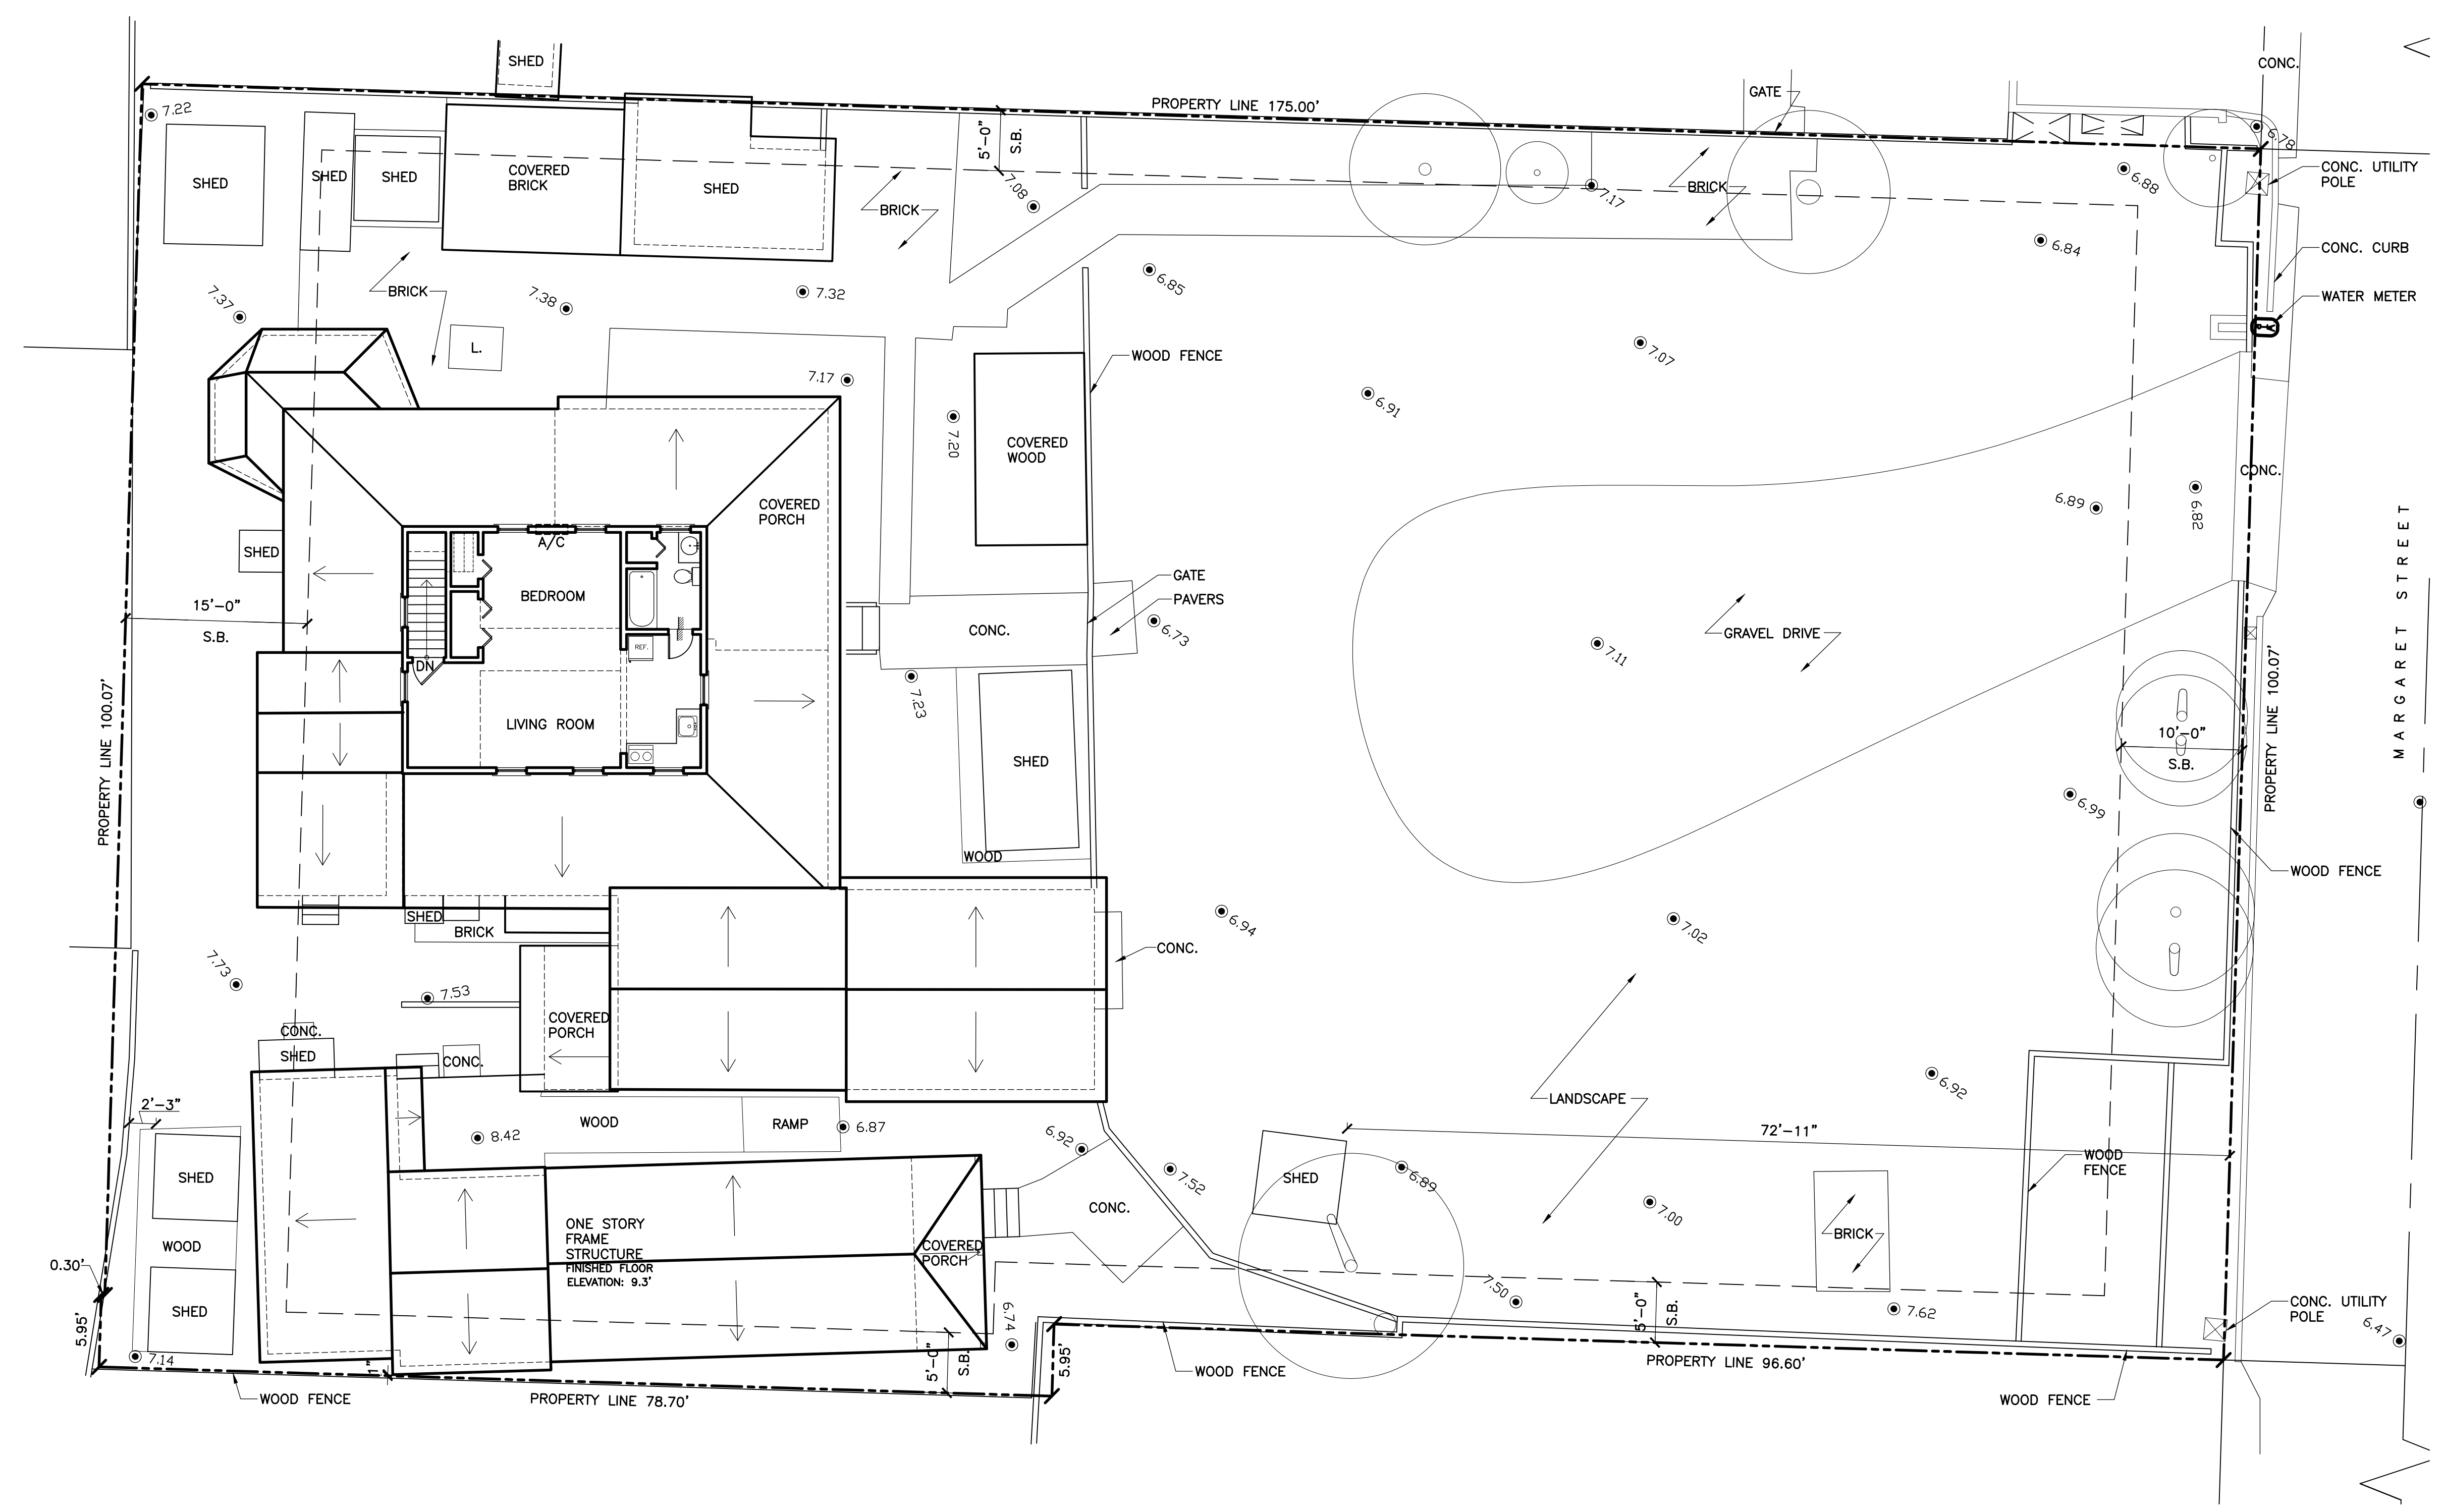 SHED
CONC.
PROPERTY LINE 175.00'
GATE
7.22
6.78
5'-0"
S.B.
CONC. UTILITY
POLE
SHED
SHED
SHED
COVERED
BRICK
SHED
BRICK
7.08
7.17
BRICK
6.88
6.84
CONC. CURB
BRICK
7.37
7.38
7.32
6.85
WATER METER
L.
WOOD FENCE
7.07
7.17
6.91
7.20
COVERED
WOOD
CONC.
COVERED
PORCH
6.89
6.82
MARGARET STREET
A/C
SHED
BEDROOM
GATE
PAVERS
15'-0"
S.B.
CONC.
6.73
GRAVEL DRIVE
REF.
DN
7.11
7.23
PROPERTY LINE 100.07'
PROPERTY LINE 100.07'
LIVING ROOM
10'-0"
S.B.
SHED
6.99
WOOD
WOOD FENCE
SHED
BRICK
6.94
7.02
CONC.
7.73
7.53
COVERED
PORCH
CONC.
SHED
CONC.
6.92
2'-3"
LANDSCAPE
WOOD
RAMP
6.87
8.42
6.92
72'-11"
WOOD
FENCE
SHED
7.52
SHED
6.89
CONC.
7.00
ONE STORY
FRAME
STRUCTURE
FINISHED FLOOR
ELEVATION: 9.3'
COVERED
PORCH
BRICK
WOOD
0.30'
5.95'
SHED
7.50
5'-0"
S.B.
7.62
CONC. UTILITY
POLE
6.47
6.74
7.14
1"
5'-0"
S.B.
5.95'
WOOD FENCE
PROPERTY LINE 96.60'
WOOD FENCE
PROPERTY LINE 78.70'
WOOD FENCE